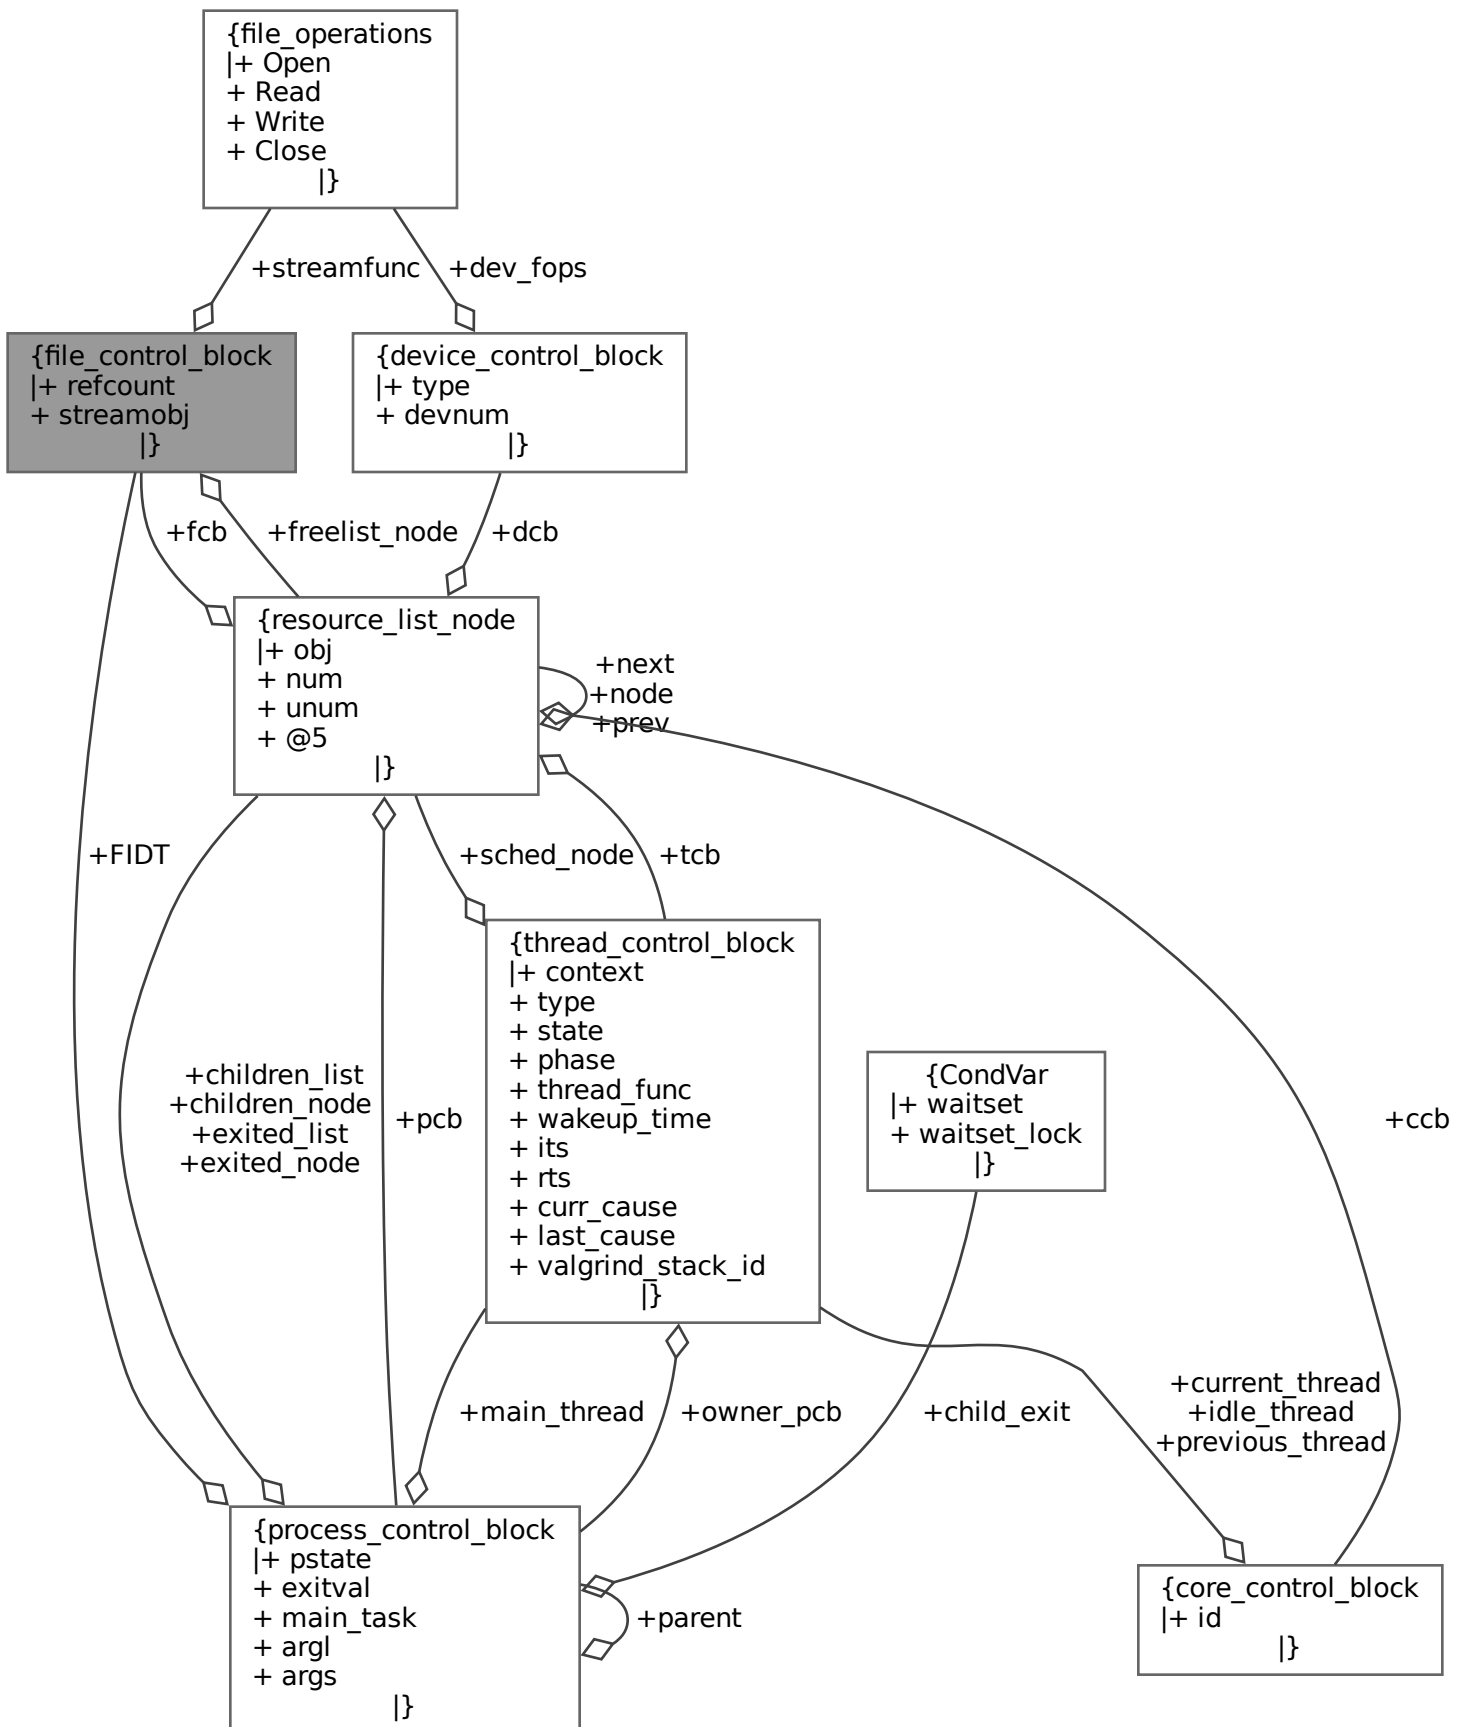 {file_operations
|+ Open
+ Read
+ Write
+ Close
|}
+streamfunc
+dev_fops
{file_control_block
|+ refcount
+ streamobj
|}
{device_control_block
|+ type
+ devnum
|}
+fcb
+freelist_node
+dcb
{resource_list_node
|+ obj
+ num
+ unum
+ @5
|}
+next
+node
+prev
+FIDT
+sched_node
+tcb
{thread_control_block
|+ context
+ type
+ state
+ phase
+ thread_func
+ wakeup_time
+ its
+ rts
+ curr_cause
+ last_cause
+ valgrind_stack_id
|}
+children_list
+children_node
+exited_list
+exited_node
+pcb
{CondVar
|+ waitset
+ waitset_lock
|}
+ccb
+main_thread
+owner_pcb
+child_exit
+current_thread
+idle_thread
+previous_thread
{process_control_block
|+ pstate
+ exitval
+ main_task
+ argl
+ args
|}
+parent
{core_control_block
|+ id
|}